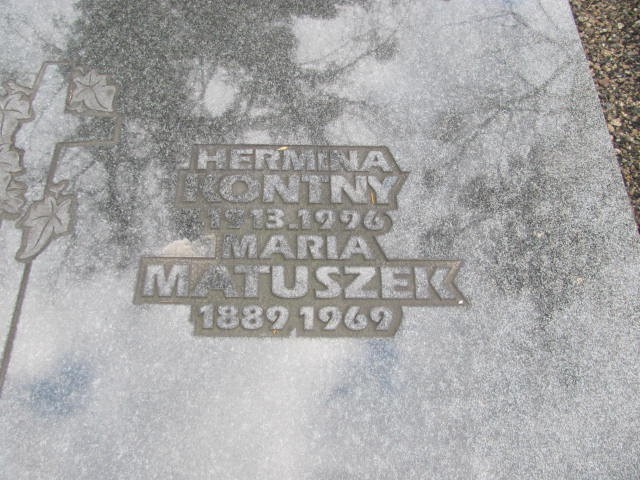 HERMINA
KONTNY
1913.1996
MARIA
MATUSZEK
1889.1969